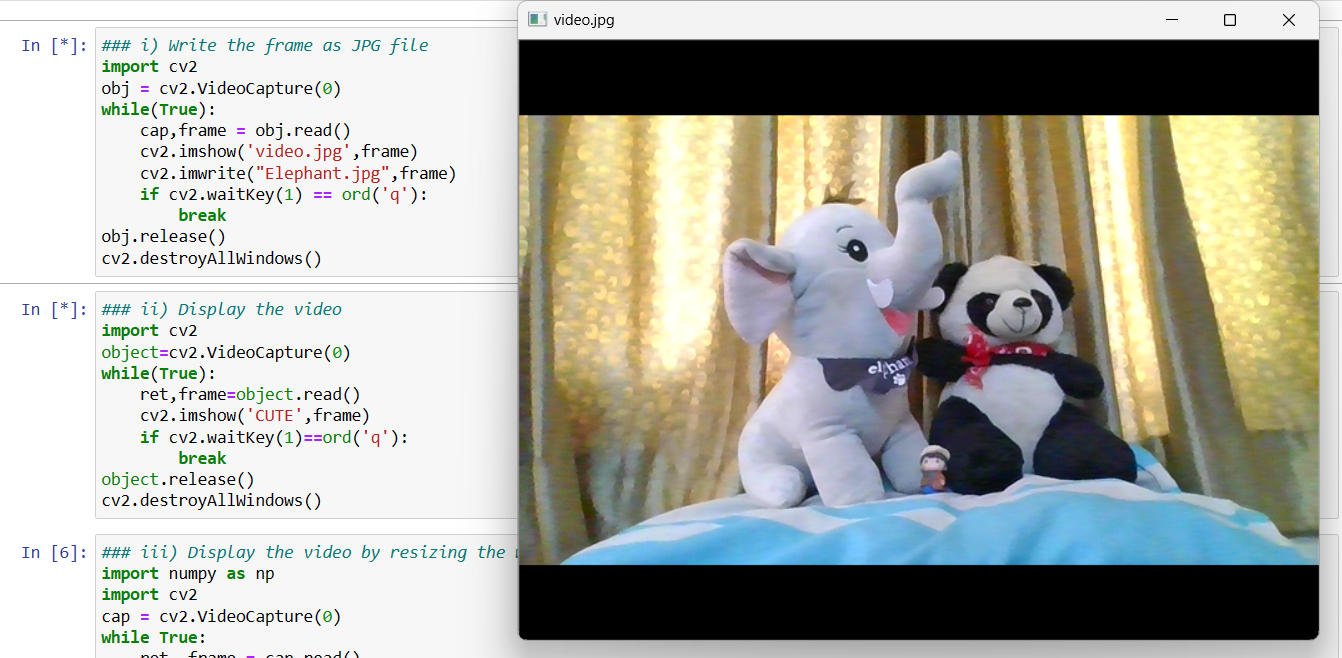 In [*]:
### i) Write the frame as JPG file
import cv2
obj = cv2.VideoCapture(0)
while(True):
    cap,frame = obj.read()
    cv2.imshow('video.jpg',frame)
    cv2.imwrite("Elephant.jpg",frame)
    if cv2.waitKey(1) == ord('q'):
        break
obj.release()
cv2.destroyAllWindows()
In [*]:
### ii) Display the video
import cv2
object=cv2.VideoCapture(0)
while(True):
    ret,frame=object.read()
    cv2.imshow('CUTE',frame)
    if cv2.waitKey(1)==ord('q'):
        break
object.release()
cv2.destroyAllWindows()
In [6]:
### iii) Display the video by resizing the
import numpy as np
import cv2
cap = cv2.VideoCapture(0)
while True:
    ret, frame = cap.read()
video.jpg